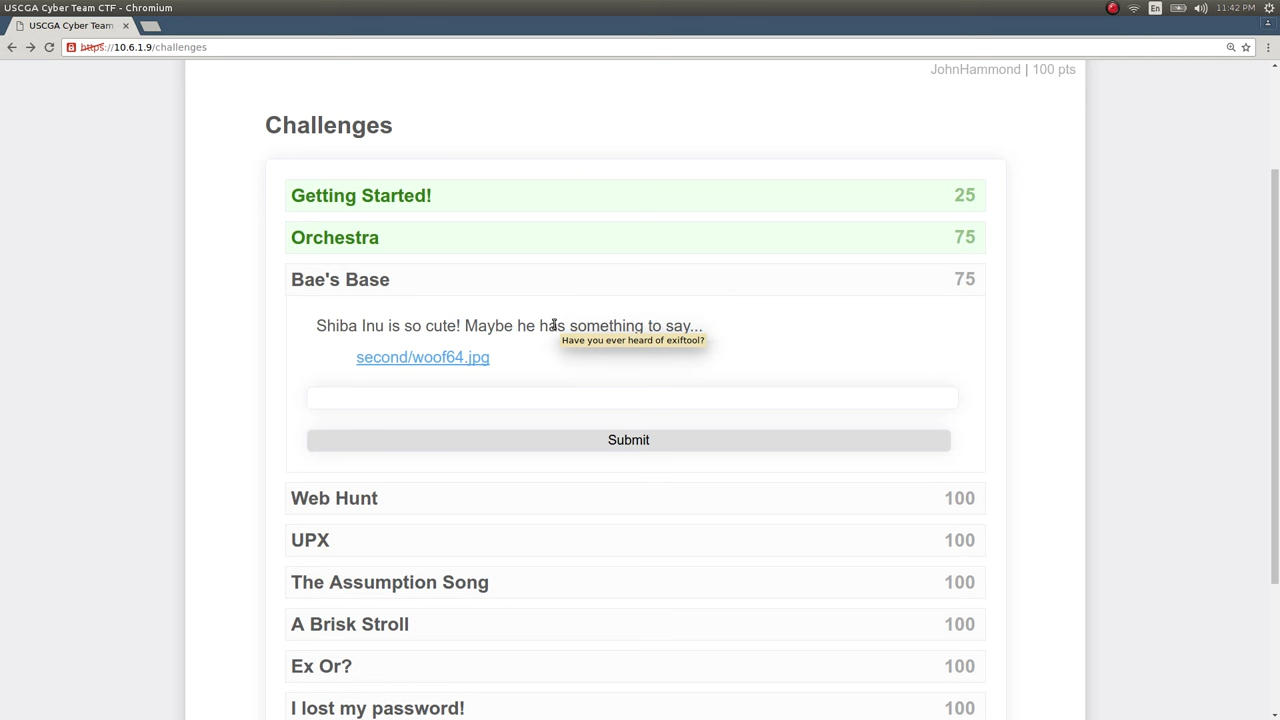 USCGA Cyber Team CTF - Chromium
En
11:42 PM
USCGA Cyber Team
https://10.6.1.9/challenges
JohnHammond | 100 pts
Challenges
Getting Started! 25
Orchestra 75
Bae's Base 75
Shiba Inu is so cute! Maybe he has something to say...
Have you ever heard of exiftool?
second/woof64.jpg
Submit
Web Hunt 100
UPX 100
The Assumption Song 100
A Brisk Stroll 100
Ex Or? 100
I lost my password! 100